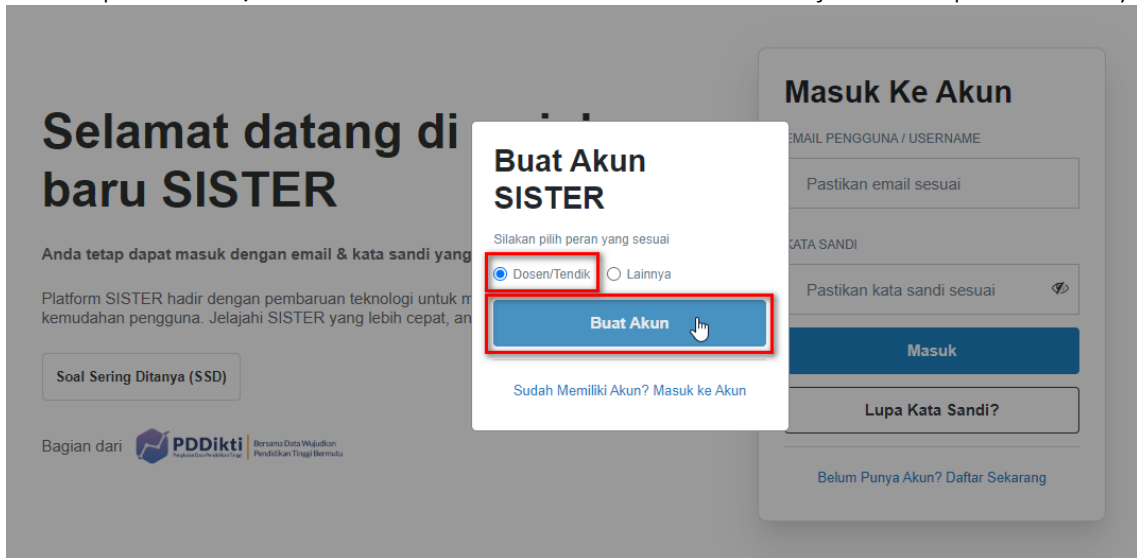 Selamat datang di
baru SISTER
Anda tetap dapat masuk dengan email & kata sandi yang
Platform SISTER hadir dengan pembaruan teknologi untuk
kemudahan pengguna. Jelajahi SISTER yang lebih cepat,
Soal Sering Ditanya (SSD)
Bagian dari
PDDikti
Pangkalan Data Pendidikan Tinggi
Bersama Data Wujudkan
Pendidikan Tinggi Bermutu
Buat Akun
SISTER
Silakan pilih peran yang sesuai
Dosen/Tendik
Lainnya
Buat Akun
Sudah Memiliki Akun? Masuk ke Akun
Masuk Ke Akun
EMAIL PENGGUNA / USERNAME
Pastikan email sesuai
KATA SANDI
Pastikan kata sandi sesuai
Masuk
Lupa Kata Sandi?
Belum Punya Akun? Daftar Sekarang